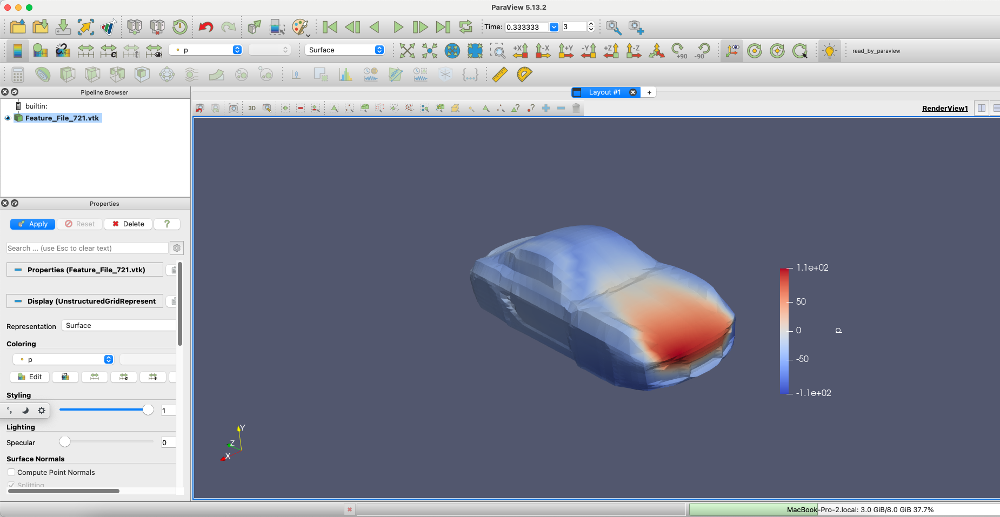 ParaView 5.13.2
Time: 0.333333 3
p Surface +X -X +Y -Y +Z -Z +90 -90 read_by_paraview
Pipeline Browser
Layout #1 +
builtin:
3D
RenderView1
Feature_File_721.vtk
Properties
Apply Reset Delete ?
Search ... (use Esc to clear text)
Properties (Feature_File_721.vtk)
Display (UnstructuredGridRepresent
Representation Surface
Coloring
p
Edit
Styling
1
Lighting
Specular 0
Surface Normals
Compute Point Normals
Splitting
1.1e+02
50
0
p
-50
-1.1e+02
Y
Z
X
MacBook-Pro-2.local: 3.0 GiB/8.0 GiB 37.7%